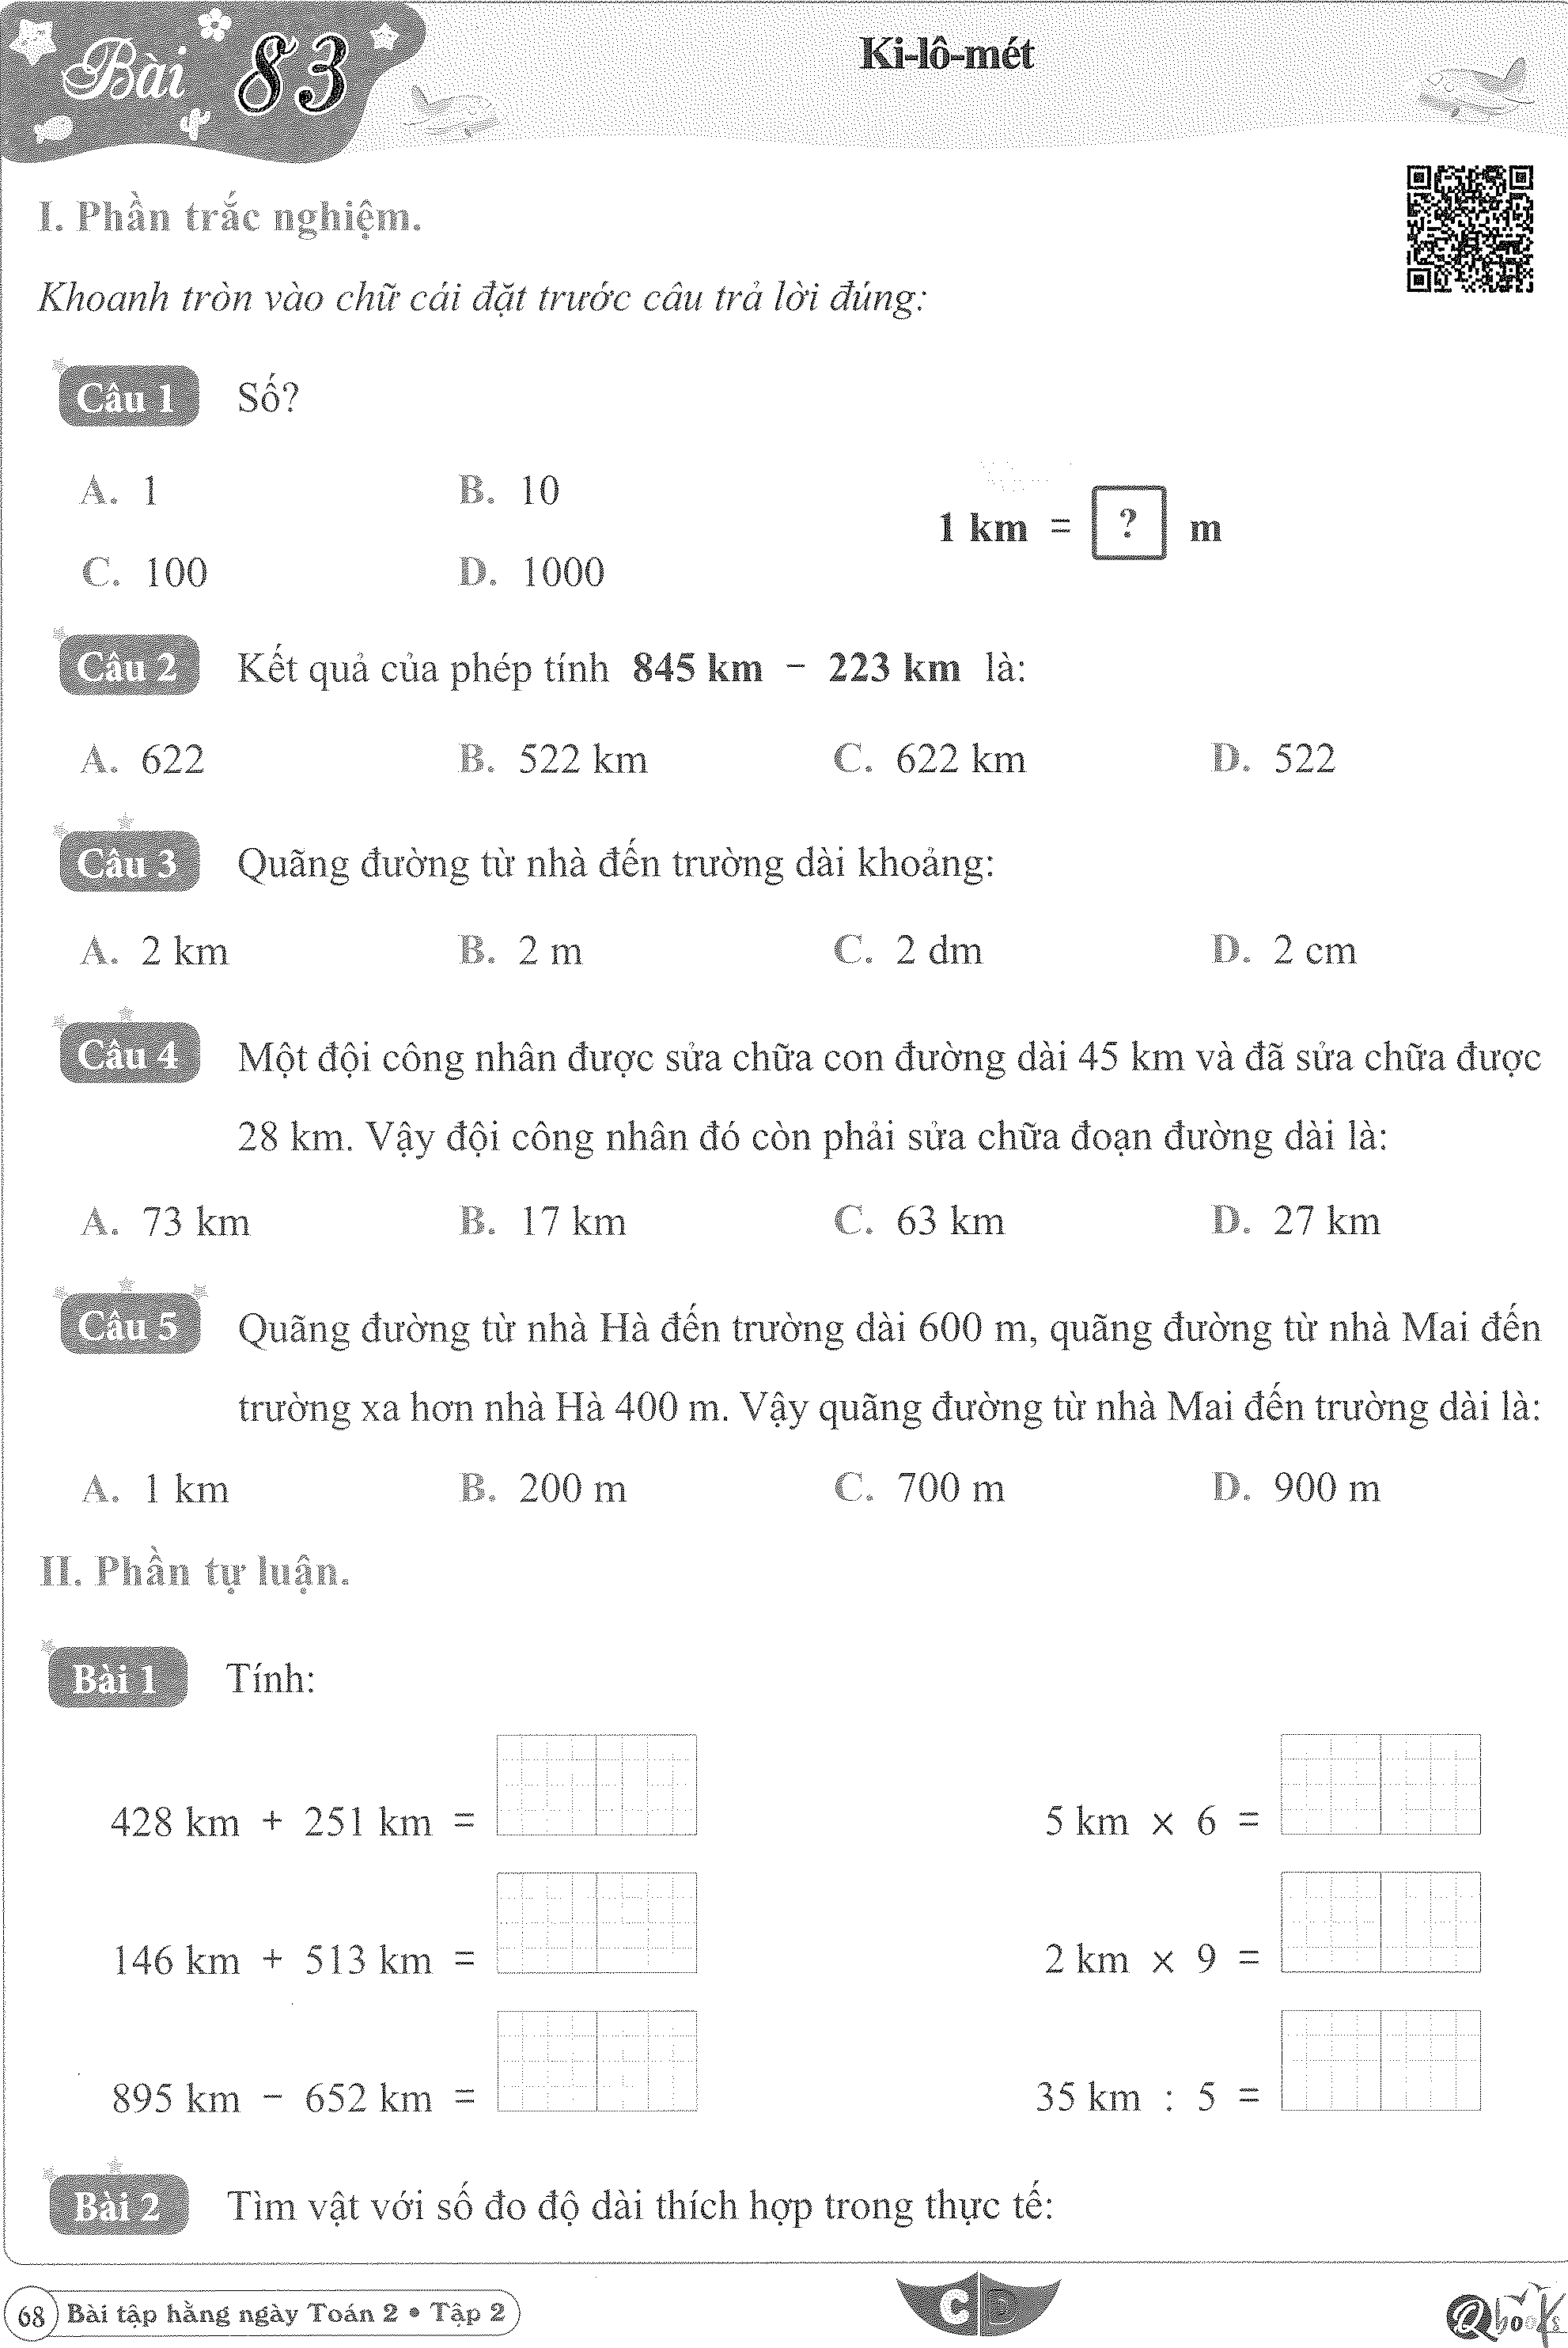 Bài 83
Ki-lô-mét
I. Phần trắc nghiệm.
Khoanh tròn vào chữ cái đặt trước câu trả lời đúng:
Câu 1 Số?
A. 1 B. 10
1 km = ? m
C. 100 D. 1000
Câu 2 Kết quả của phép tính 845 km - 223 km là:
A. 622 B. 522 km C. 622 km D. 522
Câu 3 Quãng đường từ nhà đến trường dài khoảng:
A. 2 km B. 2 m C. 2 dm D. 2 cm
Câu 4 Một đội công nhân được sửa chữa con đường dài 45 km và đã sửa chữa được
28 km. Vậy đội công nhân đó còn phải sửa chữa đoạn đường dài là:
A. 73 km B. 17 km C. 63 km D. 27 km
Câu 5 Quãng đường từ nhà Hà đến trường dài 600 m, quãng đường từ nhà Mai đến
trường xa hơn nhà Hà 400 m. Vậy quãng đường từ nhà Mai đến trường dài là:
A. 1 km B. 200 m C. 700 m D. 900 m
II. Phần tự luận.
Bài 1 Tính:
428 km + 251 km = 5 km × 6 =
146 km + 513 km = 2 km × 9 =
895 km - 652 km = 35 km : 5 =
Bài 2 Tìm vật với số đo độ dài thích hợp trong thực tế:
68 Bài tập hằng ngày Toán 2 • Tập 2
CD
Qbooks